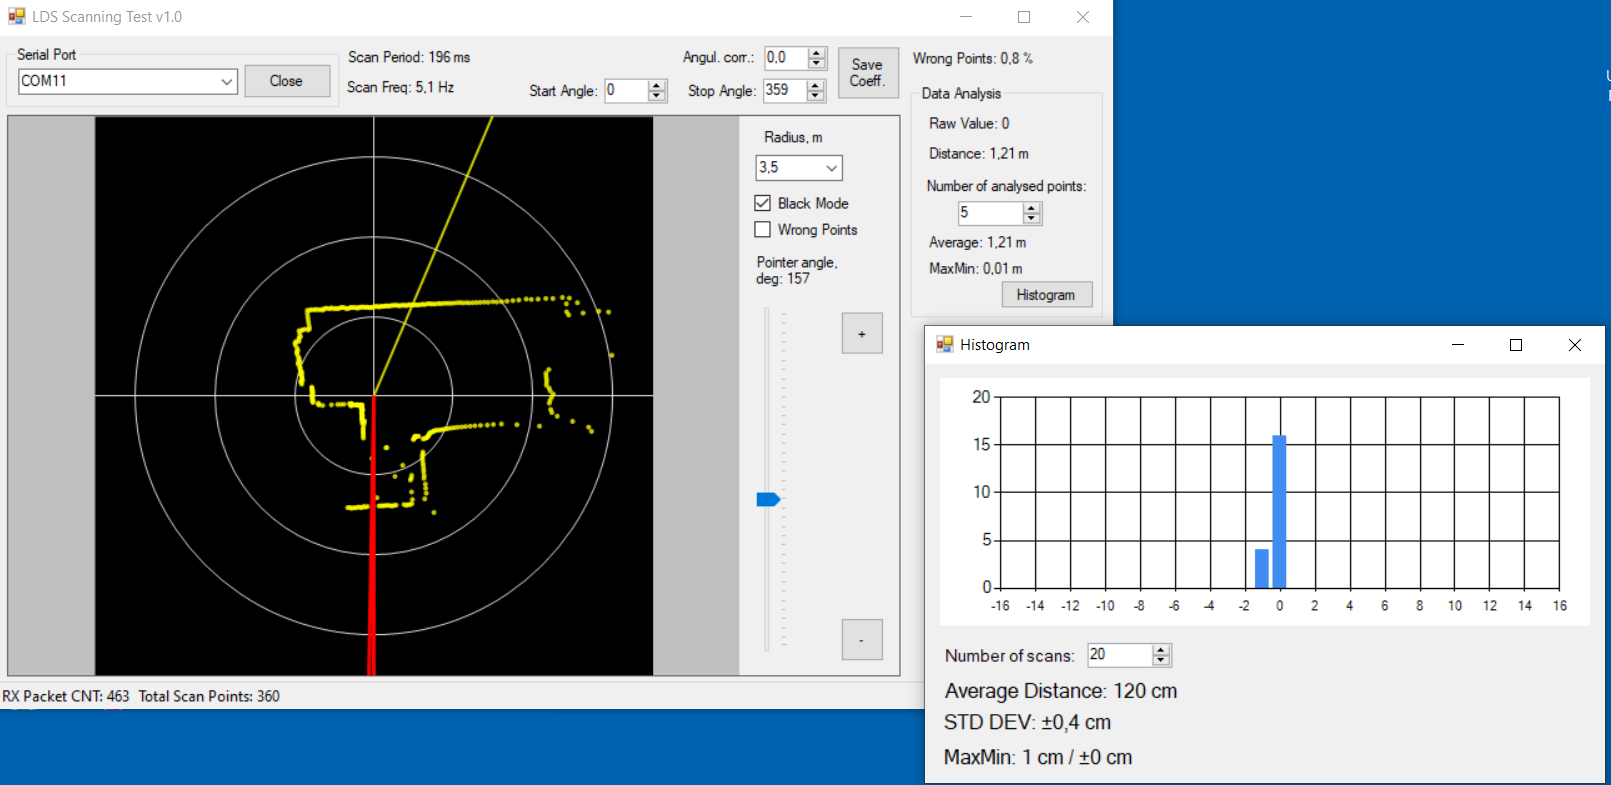 LDS Scanning Test v1.0
Serial Port
COM11
Close
Scan Period: 196 ms
Scan Freq: 5,1 Hz
Angul. corr.: 0,0
Start Angle: 0
Stop Angle: 359
Save
Coeff.
Wrong Points: 0,8 %
Data Analysis
Raw Value: 0
Distance: 1,21 m
Number of analysed points:
5
Average: 1,21 m
MaxMin: 0,01 m
Histogram
Radius, m
3,5
Black Mode
Wrong Points
Pointer angle,
deg: 157
+
-
RX Packet CNT: 463 Total Scan Points: 360
Histogram
20
15
10
5
0
-16 -14 -12 -10 -8 -6 -4 -2 0 2 4 6 8 10 12 14 16
Number of scans: 20
Average Distance: 120 cm
STD DEV: ±0,4 cm
MaxMin: 1 cm / ±0 cm